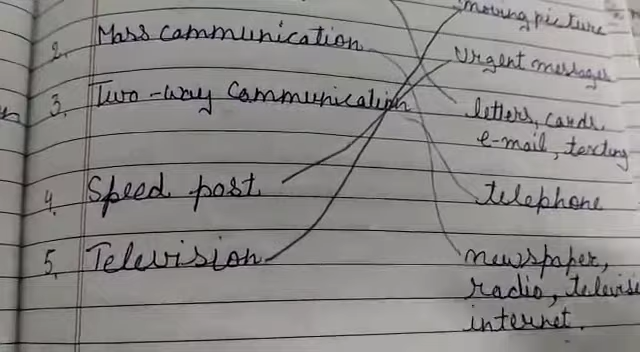 moving picture
2. Mass communication
Urgent messages
3. Two-way communication
letters, cards,
e-mail, texting
4. Speed post
telephone
5. Television
newspaper,
radio, televis
internet.